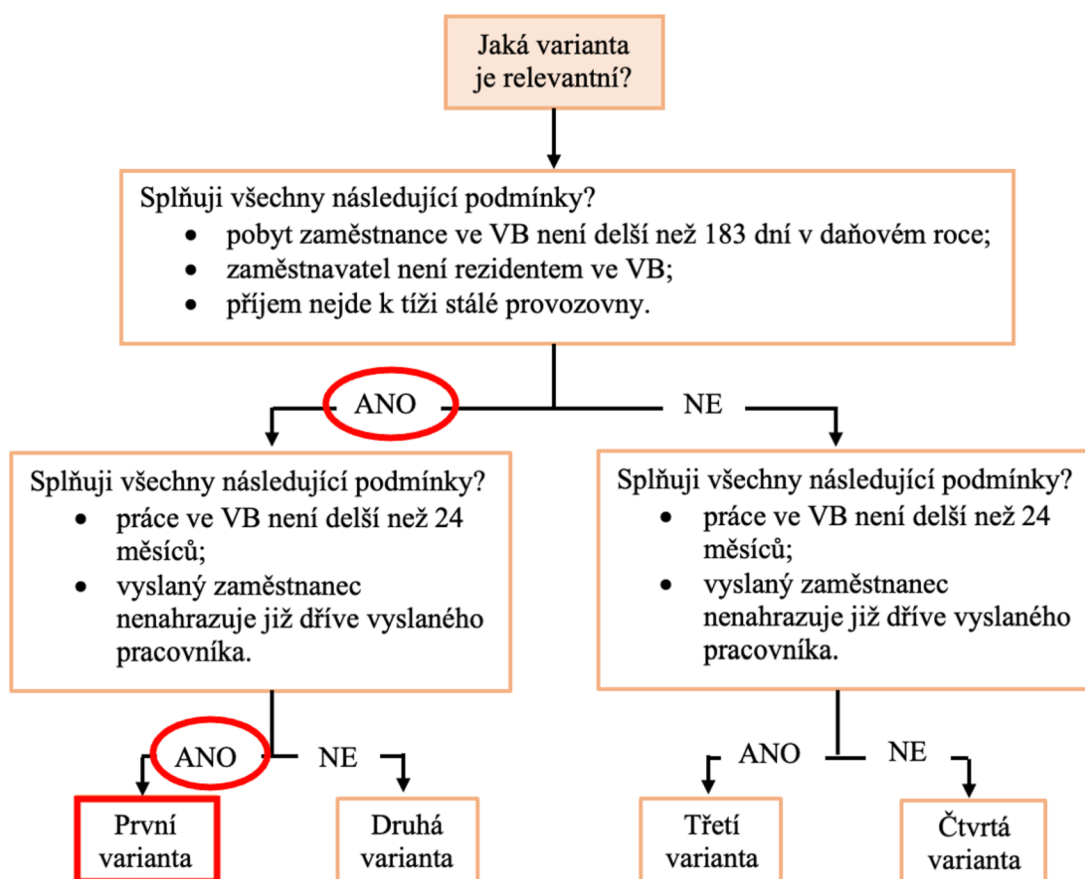 Jaká varianta
je relevantní?
Splňuji všechny následující podmínky?
• pobyt zaměstnance ve VB není delší než 183 dní v daňovém roce;
• zaměstnavatel není rezidentem ve VB;
• příjem nejde k tíži stálé provozovny.
ANO
NE
Splňuji všechny následující podmínky?
• práce ve VB není delší než 24
měsíců;
• vyslaný zaměstnanec
nenahrazuje již dříve vyslaného
pracovníka.
Splňuji všechny následující podmínky?
• práce ve VB není delší než 24
měsíců;
• vyslaný zaměstnanec
nenahrazuje již dříve vyslaného
pracovníka.
ANO
NE
ANO
NE
První
varianta
Druhá
varianta
Třetí
varianta
Čtvrtá
varianta